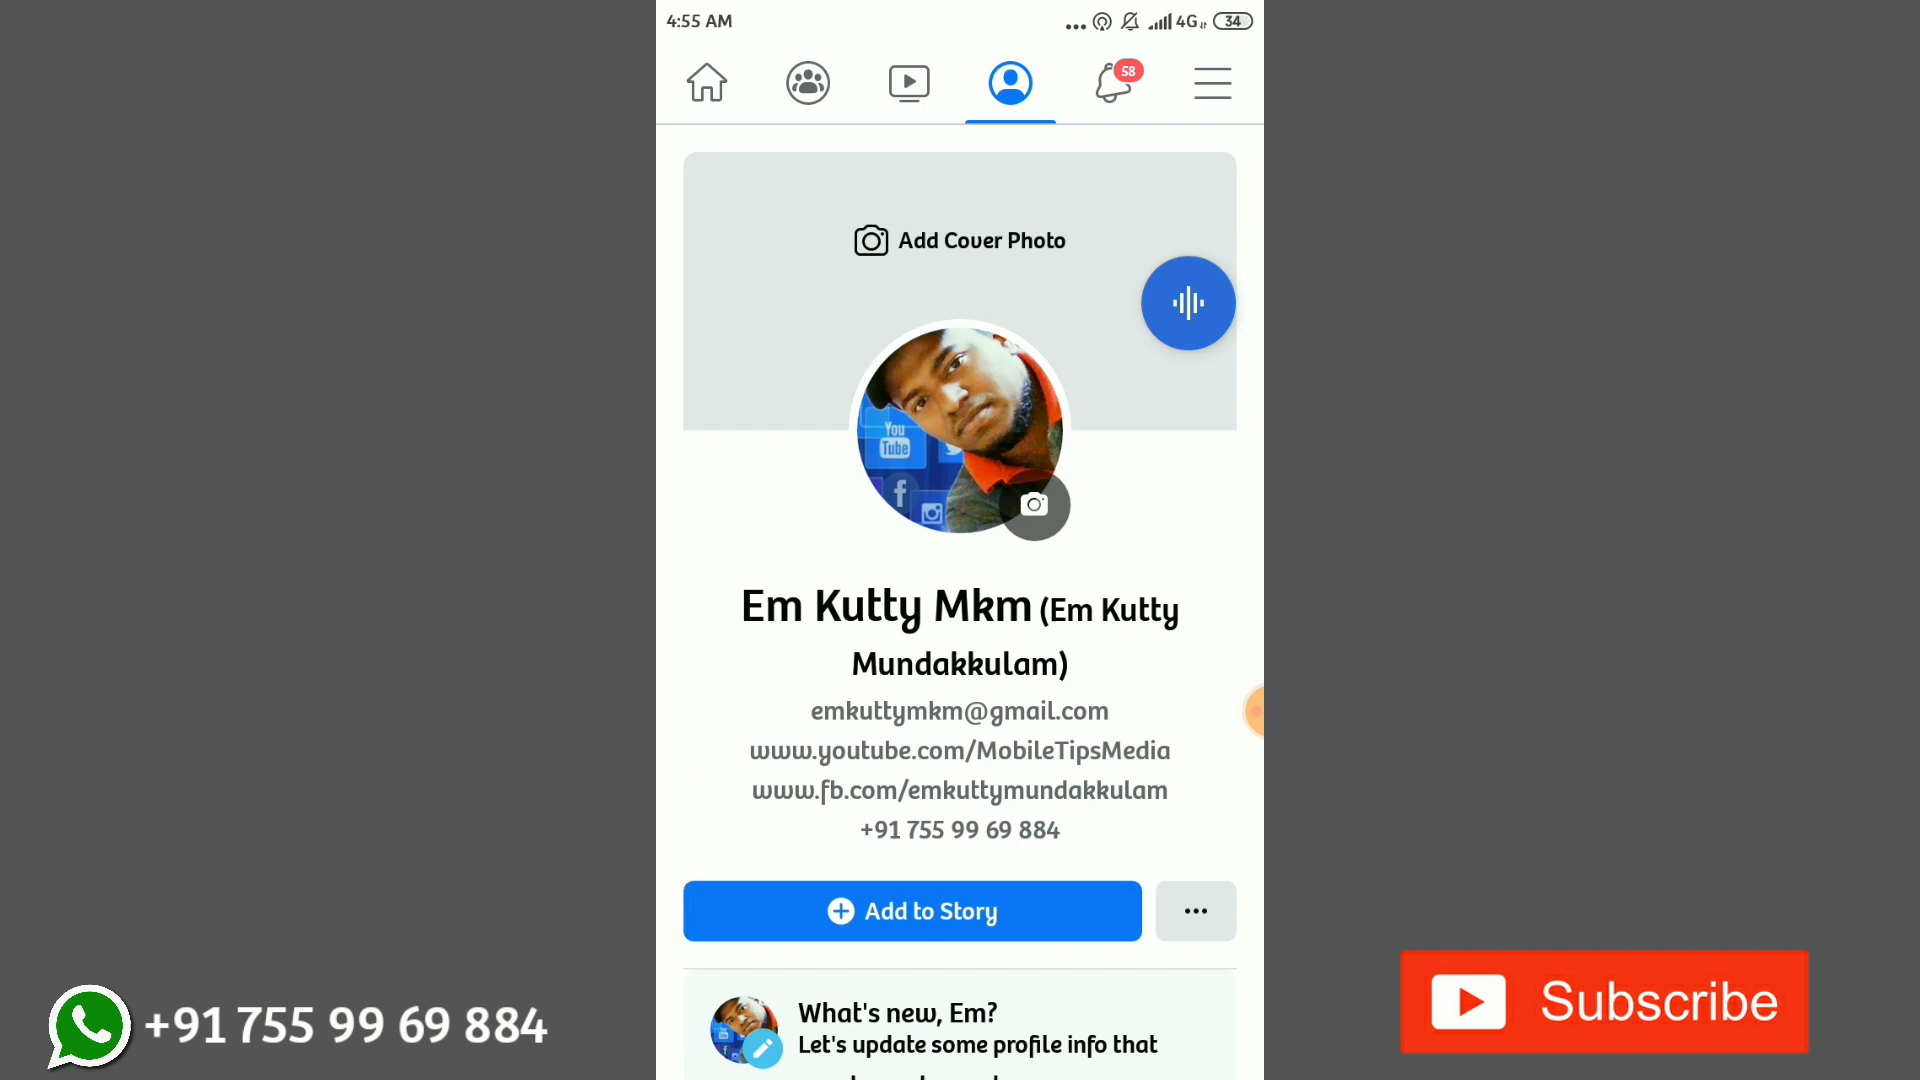 4:55 AM
4G
34
58
Add Cover Photo
You
Tube
Em Kutty Mkm (Em Kutty
Mundakkulam)
emkuttymkm@gmail.com
www.youtube.com/MobileTipsMedia
www.fb.com/emkuttymundakkulam
+91 755 99 69 884
Add to Story
What's new, Em?
Let's update some profile info that
+91 755 99 69 884
Subscribe